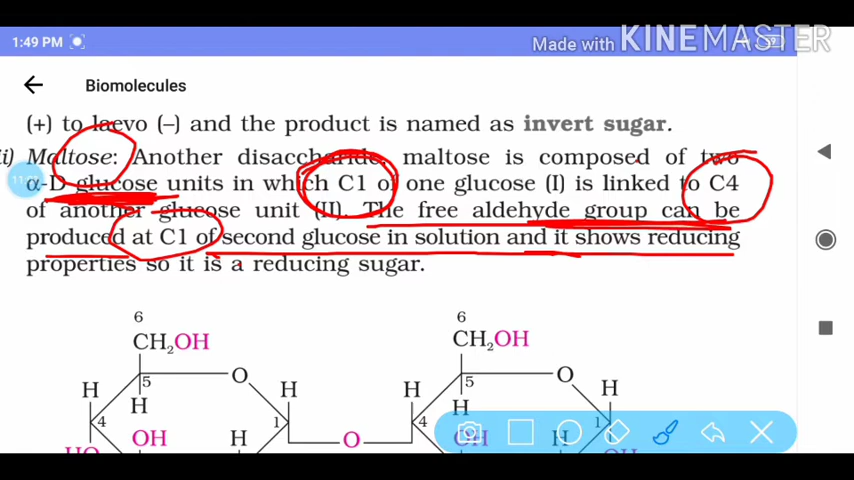 1:49 PM
Made with KINEMASTER
Biomolecules
(+) to laevo (–) and the product is named as invert sugar.
ii) Maltose: Another disaccharide, maltose is composed of two
α-D glucose units in which C1 of one glucose (I) is linked to C4
of another glucose unit (II). The free aldehyde group can be
produced at C1 of second glucose in solution and it shows reducing
properties so it is a reducing sugar.
6 6
CH2OH CH2OH
O O
H 5 H H 5 H
H H
4 1 4 1
OH H OH H
HO O OH